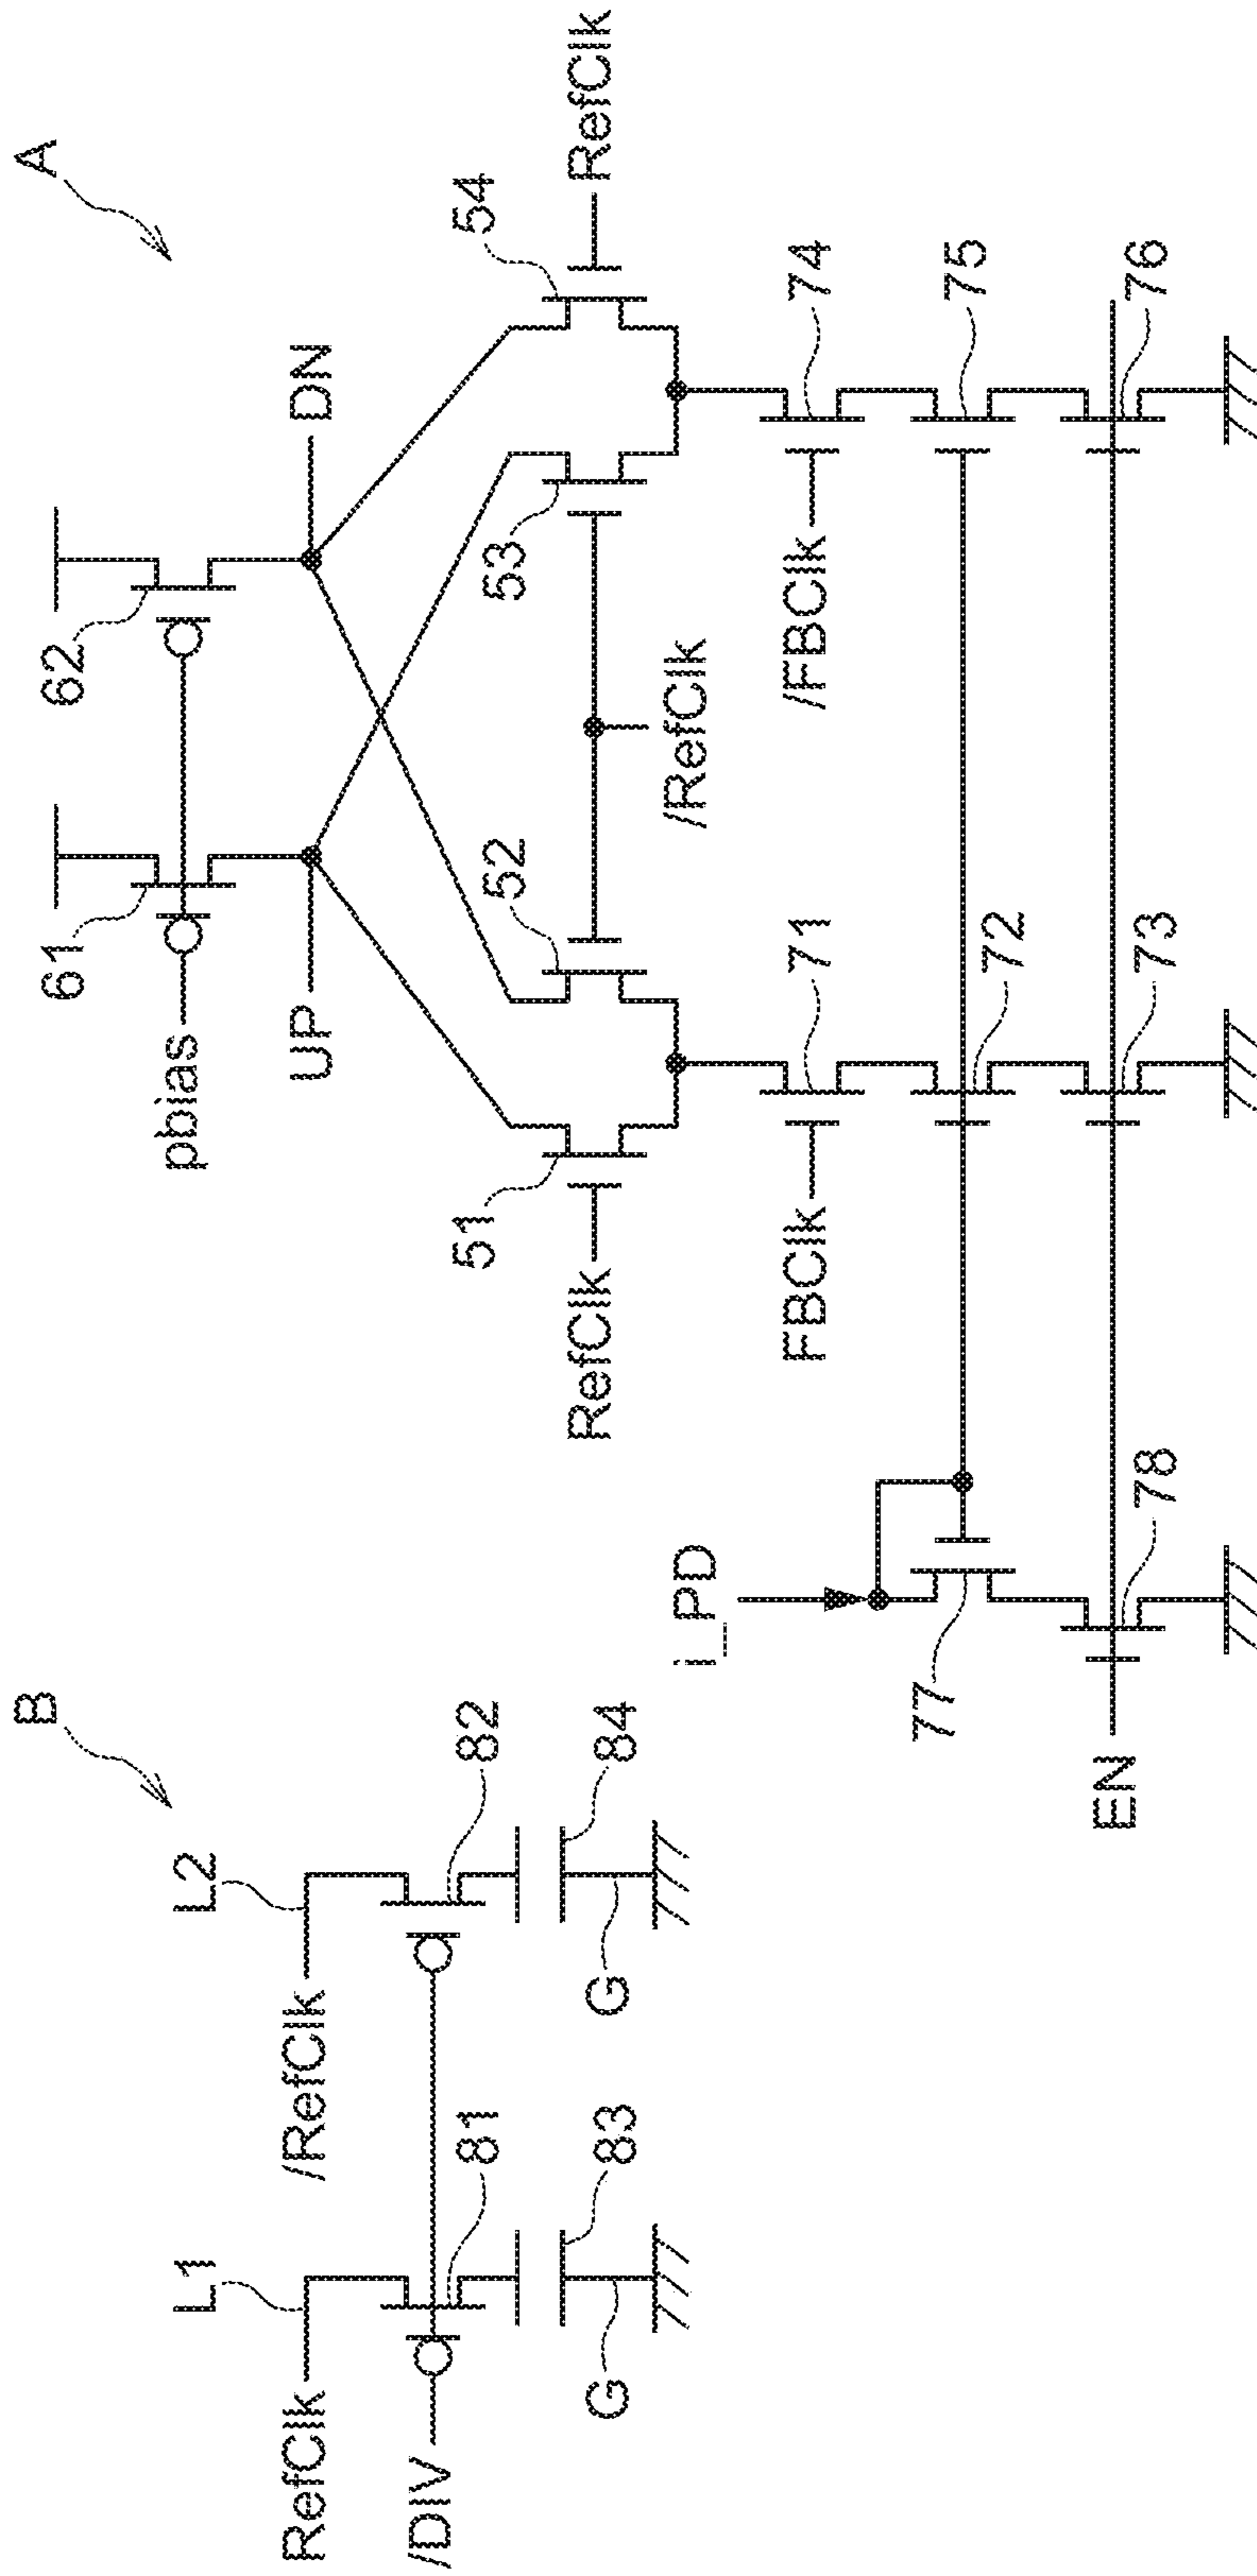 B
A
L1
L2
RefClk
/RefClk
/DIV
81
82
83
84
G
G
61
62
pbias
UP
DN
51
52
53
54
RefClk
/RefClk
RefClk
i_PD
FBClk
/FBClk
71
74
77
72
75
EN
78
73
76